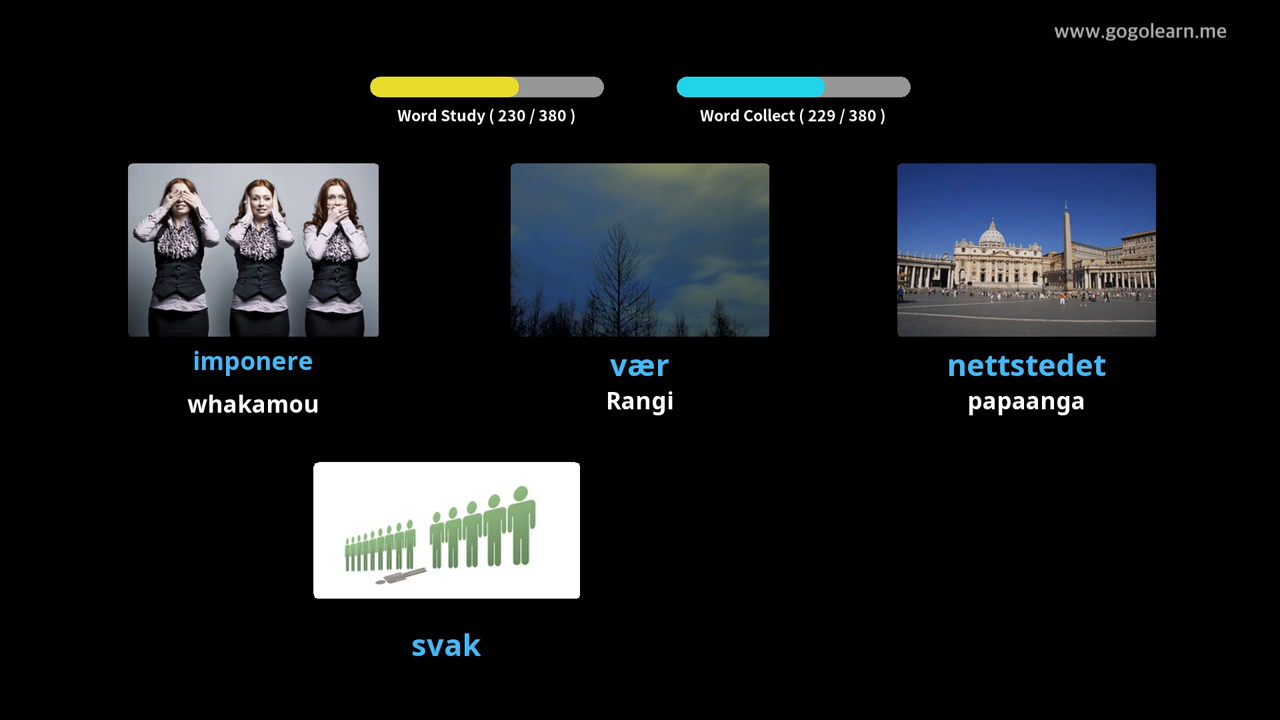 www.gogolearn.me
Word Study ( 230 / 380 )
Word Collect ( 229 / 380 )
imponere
whakamou
vær
Rangi
nettstedet
papaanga
svak